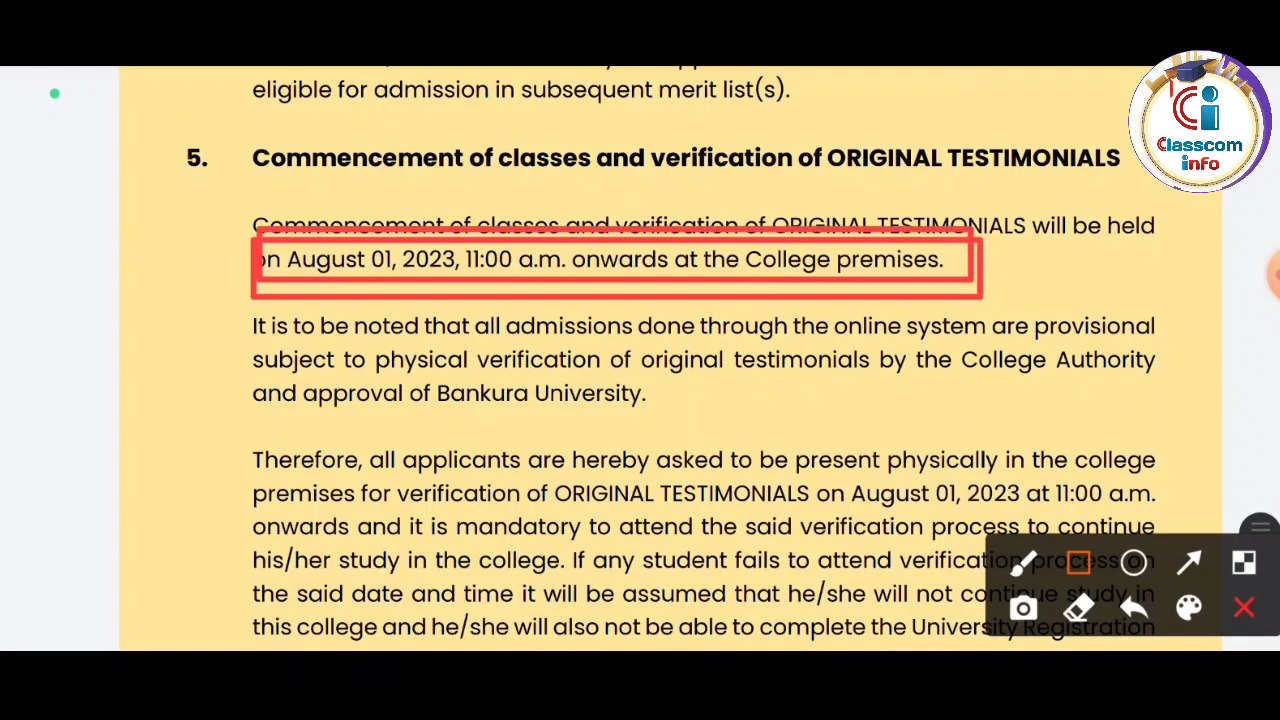 eligible for admission in subsequent merit list(s).
5. Commencement of classes and verification of ORIGINAL TESTIMONIALS
Commencement of classes and verification of ORIGINAL TESTIMONIALS will be held
on August 01, 2023, 11:00 a.m. onwards at the College premises.
It is to be noted that all admissions done through the online system are provisional
subject to physical verification of original testimonials by the College Authority
and approval of Bankura University.
Therefore, all applicants are hereby asked to be present physically in the college
premises for verification of ORIGINAL TESTIMONIALS on August 01, 2023 at 11:00 a.m.
onwards and it is mandatory to attend the said verification process to continue
his/her study in the college. If any student fails to attend verification process on
the said date and time it will be assumed that he/she will not continue study in
this college and he/she will also not be able to complete the University Registration
Ci
Classcom
info